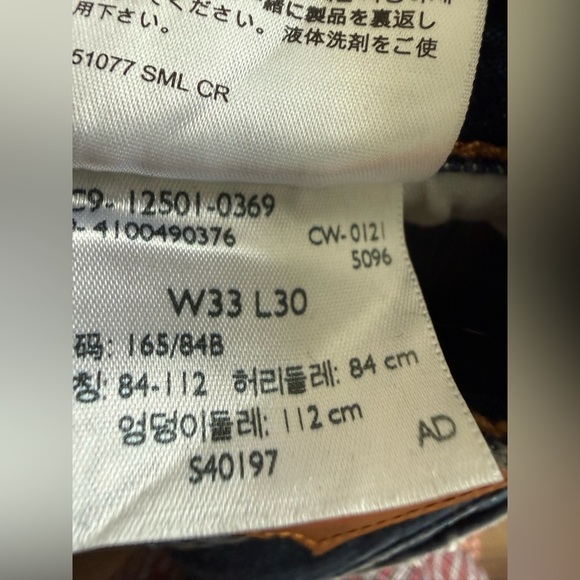 てください。
一緒に製品を裏返し
用下さい。 液体洗剤をご使
51077 SML CR
C9- 12501-0369
- 4100490376 CW- 0121
5096
W33 L30
码: 165/84B
칭: 84-112 허리둘레: 84 cm
엉덩이둘레: 112 cm
AD
S40197